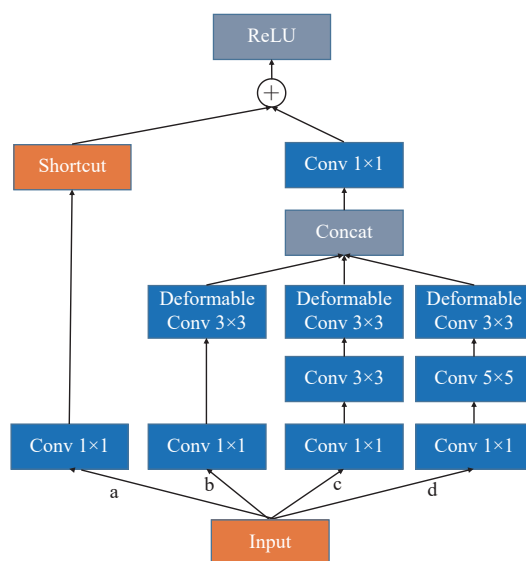 ReLU
+
Shortcut
Conv 1×1
Concat
Deformable
Conv 3×3
Deformable
Conv 3×3
Deformable
Conv 3×3
Conv 3×3
Conv 5×5
Conv 1×1
Conv 1×1
Conv 1×1
Conv 1×1
a
b
c
d
Input